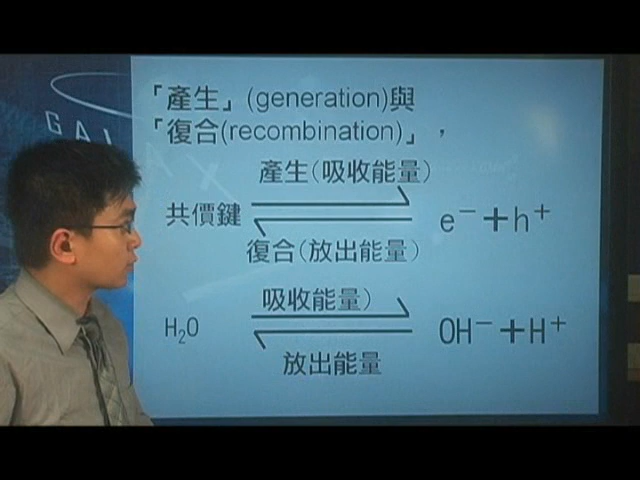 GALAX
「產生」(generation)與
「復合(recombination)」，
產生(吸收能量)
共價鍵 e⁻+h⁺
復合(放出能量)
吸收能量)
H₂O OH⁻+H⁺
放出能量